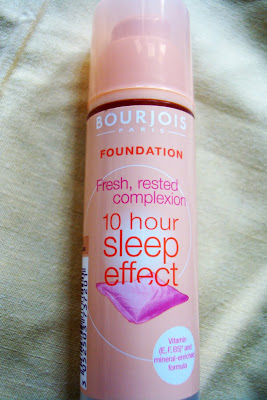 BOURJOIS
PARIS
FOUNDATION
Fresh, rested
complexion
10 hour
sleep
effect
Vitamin
(E,F,B5)* and
mineral-enriched
formula